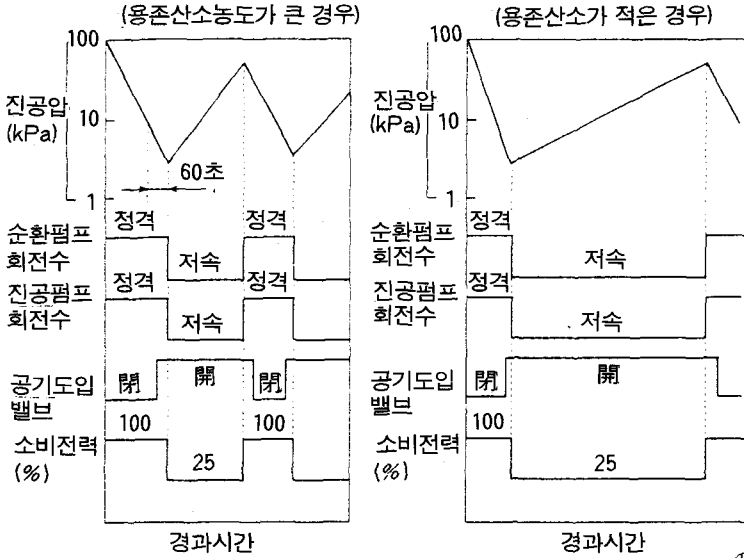 (용존산소농도가 큰 경우)
100
진공압
(kPa)
10
1
60초
정격
순환펌프
회전수
저속
정격
정격
진공펌프
회전수
저속
정격
공기도입
밸브
閉
開
閉
100
100
소비전력
(%)
25
경과시간
(용존산소가 적은 경우)
100
진공압
(kPa)
10
1
정격
순환펌프
회전수
저속
정격
진공펌프
회전수
저속
공기도입
밸브
閉
開
100
소비전력
(%)
25
경과시간